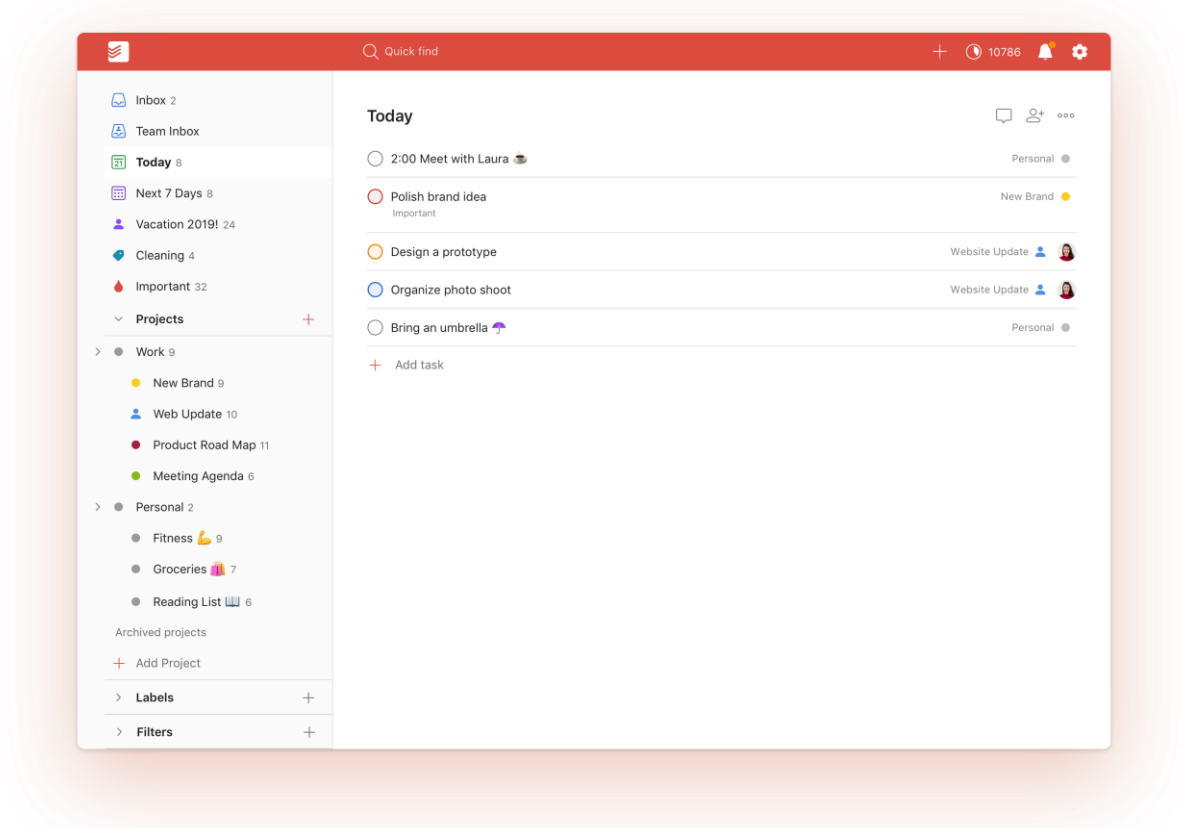 Quick find
10786
Inbox 2
Team Inbox
21 Today 8
Next 7 Days 8
Vacation 2019! 24
Cleaning 4
Important 32
Projects
Work 9
New Brand 9
Web Update 10
Product Road Map 11
Meeting Agenda 6
Personal 2
Fitness 💪 9
Groceries 🛍️ 7
Reading List 📖 6
Archived projects
Add Project
Labels
Filters
Today
2:00 Meet with Laura ☕ Personal
Polish brand idea New Brand
Important
Design a prototype Website Update
Organize photo shoot Website Update
Bring an umbrella ☂️ Personal
Add task